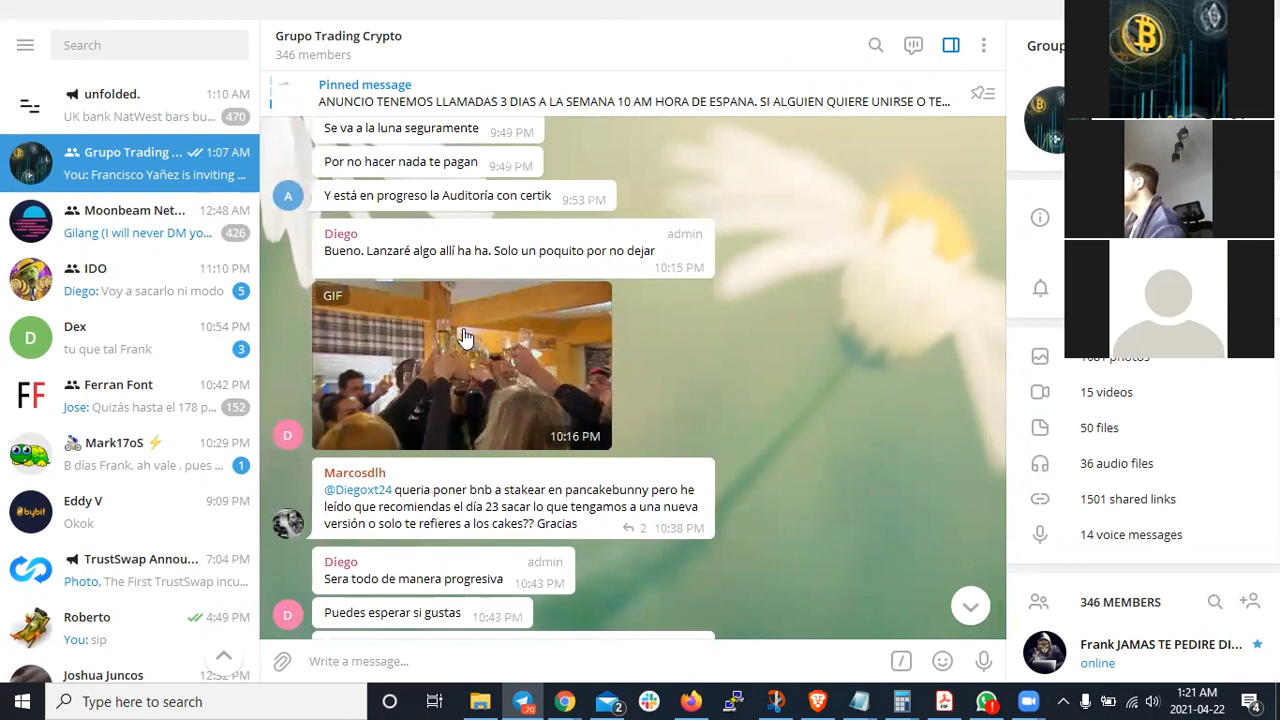 Search
unfolded.
1:10 AM
UK bank NatWest bars bu...
470
Grupo Trading ...
1:07 AM
You: Francisco Yañez is inviting ...
Moonbeam Net...
12:48 AM
Gilang (I will never DM yo...
426
IDO
11:10 PM
Diego: Voy a sacarlo ni modo
5
D
Dex
10:54 PM
tu que tal Frank
3
FF
Ferran Font
10:42 PM
Jose: Quizás hasta el 178 p...
152
Mark17oS
10:29 PM
B días Frank, ah vale , pues ...
1
BYBIT
Eddy V
9:09 PM
Okok
TrustSwap Annou...
7:04 PM
Photo, The First TrustSwap incu...
Roberto
4:49 PM
You: sip
Joshua Juncos
12:52 PM
Grupo Trading Crypto
346 members
Pinned message
ANUNCIO TENEMOS LLAMADAS 3 DIAS A LA SEMANA 10 AM HORA DE ESPANA. SI ALGUIEN QUIERE UNIRSE O TE...
Se va a la luna seguramente
9:49 PM
Por no hacer nada te pagan
9:49 PM
A
Y está en progreso la Auditoría con certik
9:53 PM
Diego
admin
Bueno. Lanzaré algo allí ha ha. Solo un poquito por no dejar
10:15 PM
GIF
10:16 PM
D
Marcosdlh
@Diegoxt24 queria poner bnb a stakear en pancakebunny pero he
leído que recomiendas el día 23 sacar lo que tengamos a una nueva
versión o solo te refieres a los cakes?? Gracias
2 10:38 PM
Diego
admin
Sera todo de manera progresiva
10:43 PM
D
Puedes esperar si gustas
10:43 PM
Write a message...
Group
15 videos
50 files
36 audio files
1501 shared links
14 voice messages
346 MEMBERS
Frank JAMAS TE PEDIRE DI...
online
Type here to search
70
2
1:21 AM
2021-04-22
4